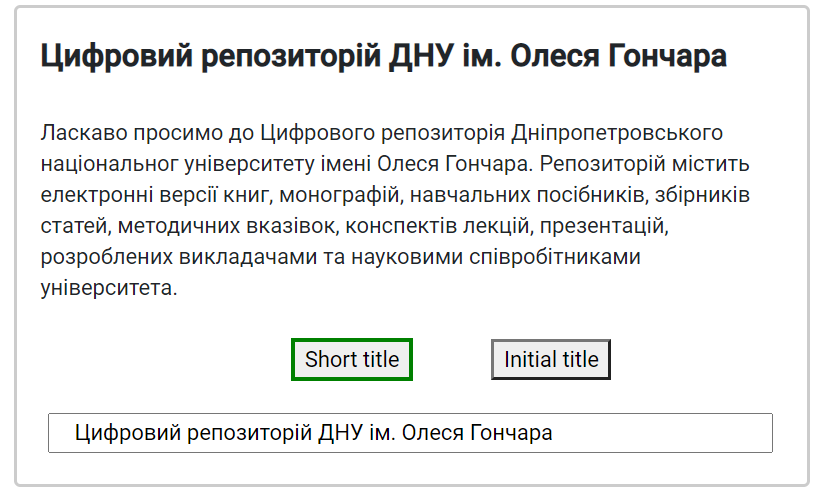 Цифровий репозиторій ДНУ ім. Олеся Гончара
Ласкаво просимо до Цифрового репозиторія Дніпропетровського
національног університету імені Олеся Гончара. Репозиторій містить
електронні версії книг, монографій, навчальних посібників, збірників
статей, методичних вказівок, конспектів лекцій, презентацій,
розроблених викладачами та науковими співробітниками
університета.
Short title
Initial title
Цифровий репозиторій ДНУ ім. Олеся Гончара